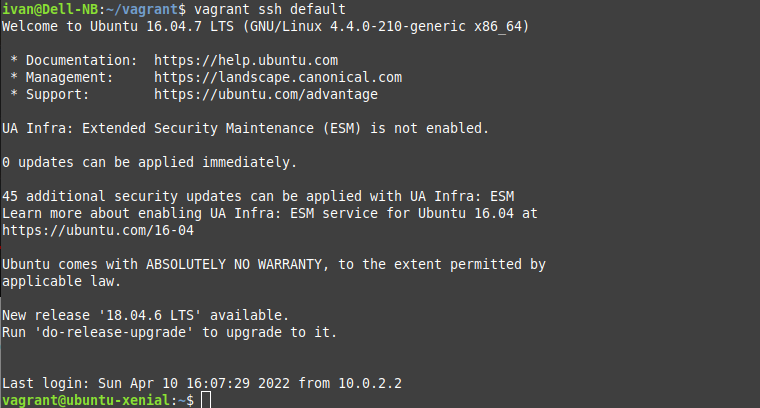 ivan@Dell-NB:~/vagrant$ vagrant ssh default
Welcome to Ubuntu 16.04.7 LTS (GNU/Linux 4.4.0-210-generic x86_64)
* Documentation:  https://help.ubuntu.com
* Management:     https://landscape.canonical.com
* Support:        https://ubuntu.com/advantage
UA Infra: Extended Security Maintenance (ESM) is not enabled.
0 updates can be applied immediately.
45 additional security updates can be applied with UA Infra: ESM
Learn more about enabling UA Infra: ESM service for Ubuntu 16.04 at
https://ubuntu.com/16-04
Ubuntu comes with ABSOLUTELY NO WARRANTY, to the extent permitted by
applicable law.
New release '18.04.6 LTS' available.
Run 'do-release-upgrade' to upgrade to it.
Last login: Sun Apr 10 16:07:29 2022 from 10.0.2.2
vagrant@ubuntu-xenial:~$